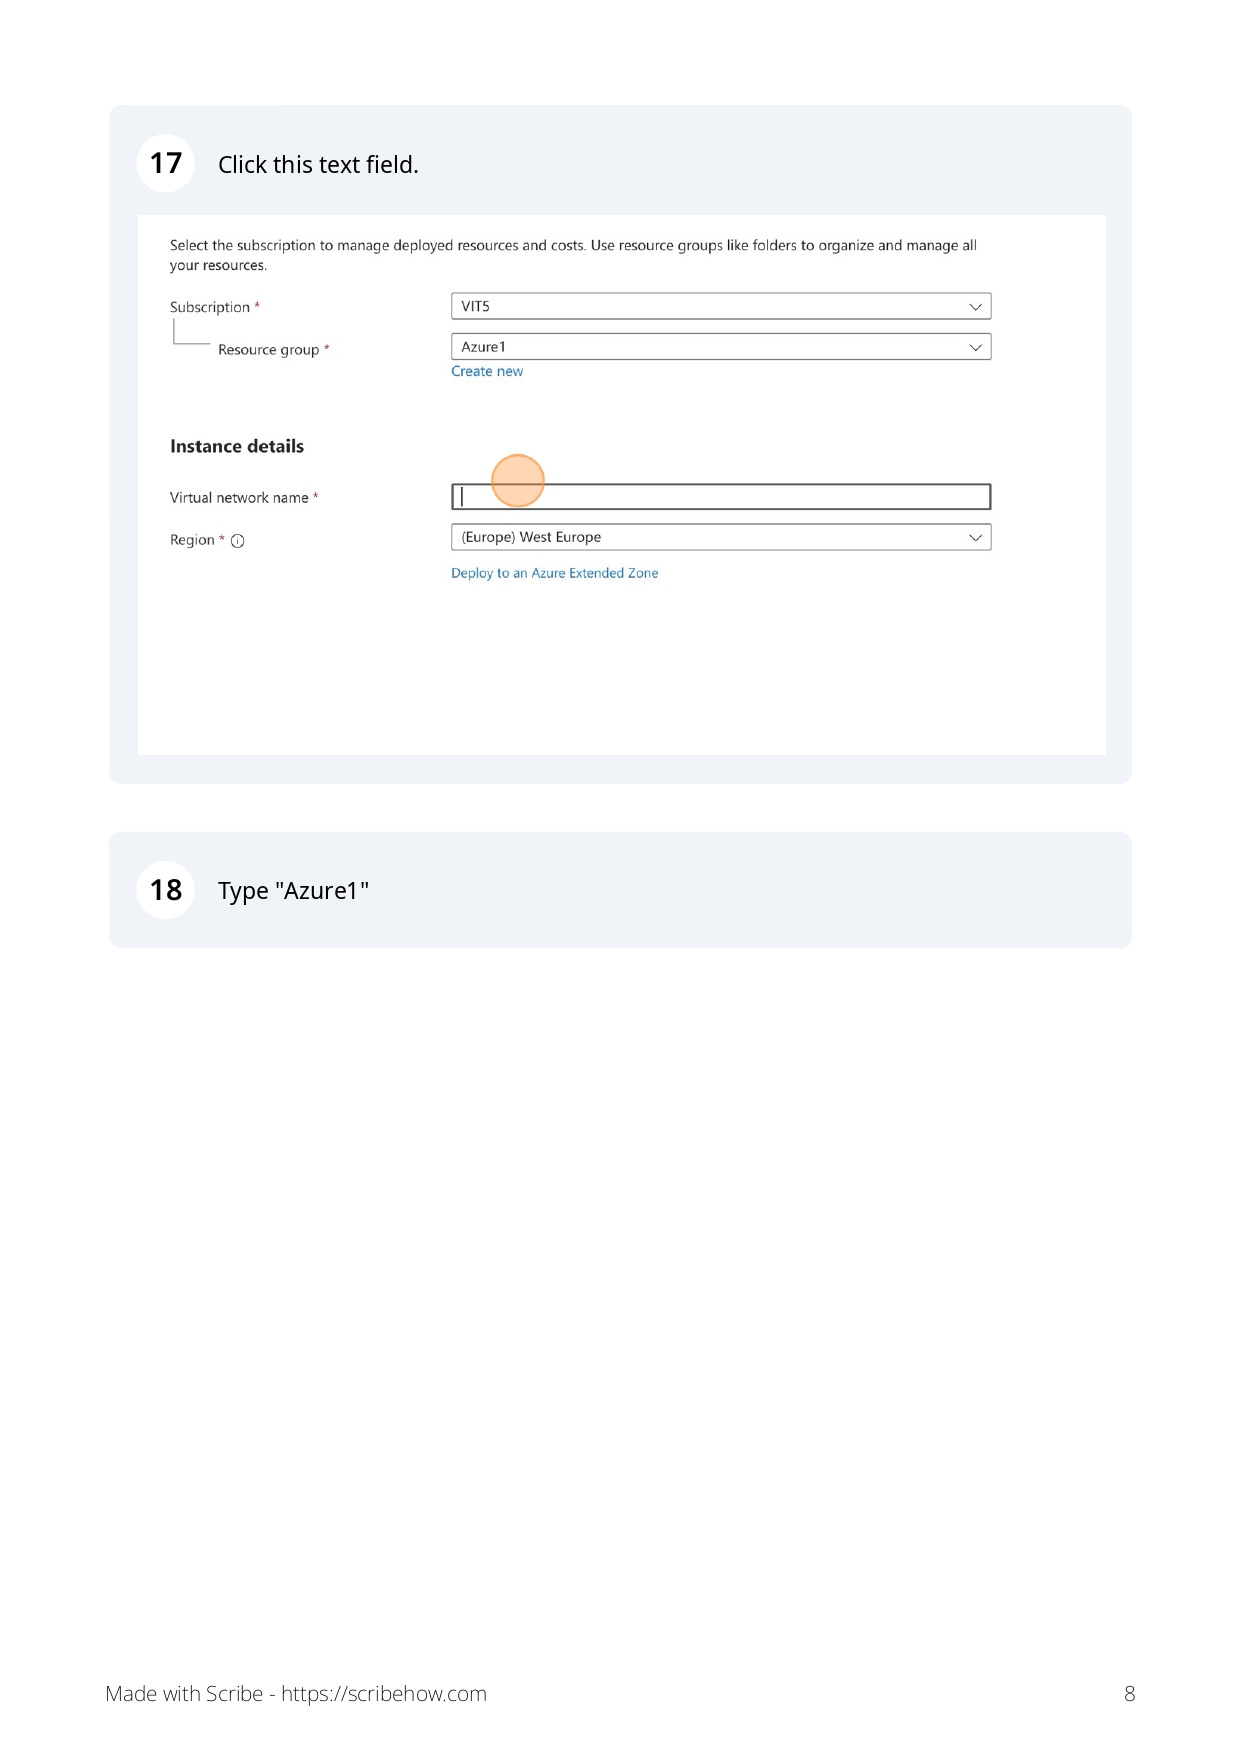 17 Click this text field.
Select the subscription to manage deployed resources and costs. Use resource groups like folders to organize and manage all
your resources.
Subscription * VIT5
Resource group * Azure1
Create new
Instance details
Virtual network name *
Region * (Europe) West Europe
Deploy to an Azure Extended Zone
18 Type "Azure1"
Made with Scribe - https://scribehow.com 8